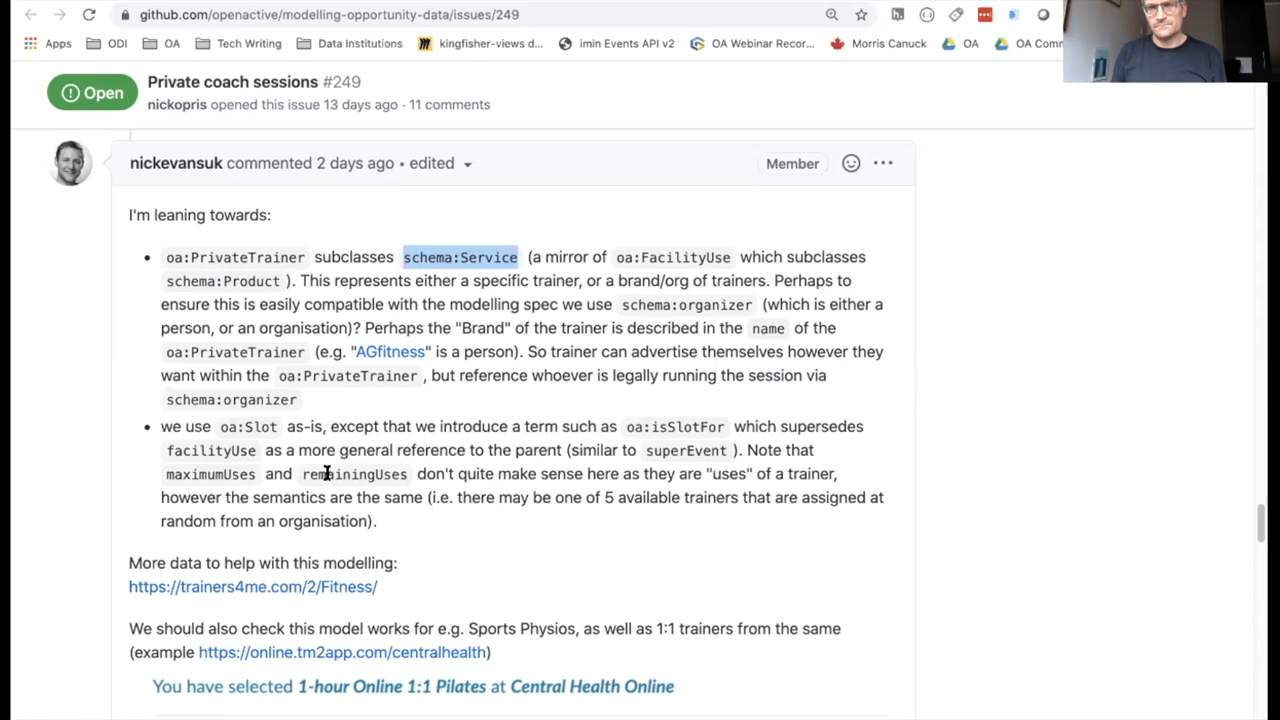 github.com/openactive/modelling-opportunity-data/issues/249
Apps ODI OA Tech Writing Data Institutions kingfisher-views d... imin Events API v2 OA Webinar Recor... Morris Canuck OA OA Comm
Open
Private coach sessions #249
nickopris opened this issue 13 days ago · 11 comments
nickevansuk commented 2 days ago • edited
Member
I'm leaning towards:
• oa:PrivateTrainer subclasses schema:Service (a mirror of oa:FacilityUse which subclasses
schema:Product ). This represents either a specific trainer, or a brand/org of trainers. Perhaps to
ensure this is easily compatible with the modelling spec we use schema:organizer (which is either a
person, or an organisation)? Perhaps the "Brand" of the trainer is described in the name of the
oa:PrivateTrainer (e.g. "AGfitness" is a person). So trainer can advertise themselves however they
want within the oa:PrivateTrainer , but reference whoever is legally running the session via
schema:organizer
• we use oa:Slot as-is, except that we introduce a term such as oa:isSlotFor which supersedes
facilityUse as a more general reference to the parent (similar to superEvent ). Note that
maximumUses and remainingUses don't quite make sense here as they are "uses" of a trainer,
however the semantics are the same (i.e. there may be one of 5 available trainers that are assigned at
random from an organisation).
More data to help with this modelling:
https://trainers4me.com/2/Fitness/
We should also check this model works for e.g. Sports Physios, as well as 1:1 trainers from the same
(example https://online.tm2app.com/centralhealth)
You have selected 1-hour Online 1:1 Pilates at Central Health Online